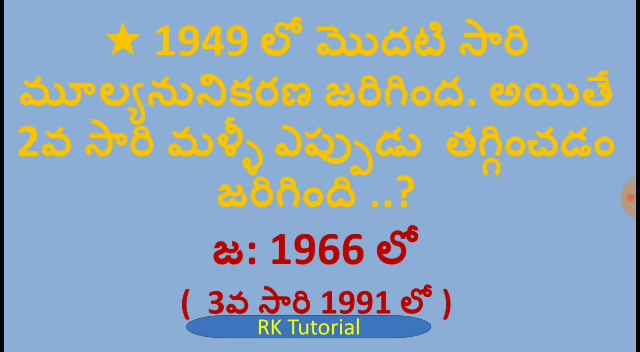 ★ 1949 లో మొదటి సారి
మూల్యనునికరణ జరిగింద. అయితే
2వ సారి మళ్ళీ ఎప్పుడు తగ్గించడం
జరిగింది ..?
జ: 1966 లో
( 3వ సారి 1991 లో )
RK Tutorial